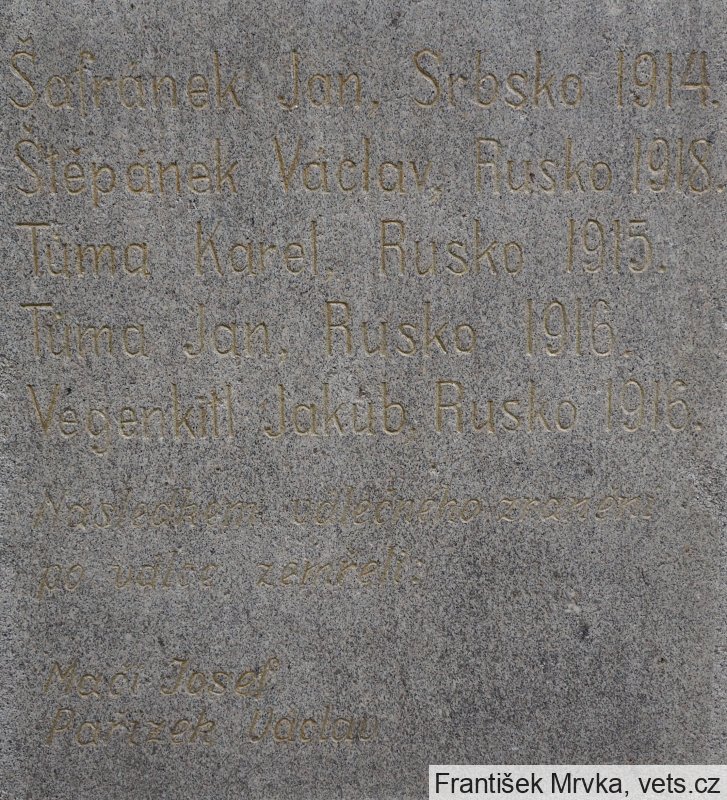 Šafránek Jan, Srbsko 1914.
Štěpánek Václav, Rusko 1918.
Tůma Karel, Rusko 1915.
Tůma Jan, Rusko 1916.
Vegenkitl Jakub, Rusko 1916.
Následkem válečného zranění
po válce zemřeli:
Mačí Josef
Pařízek Václav
František Mrvka, vets.cz